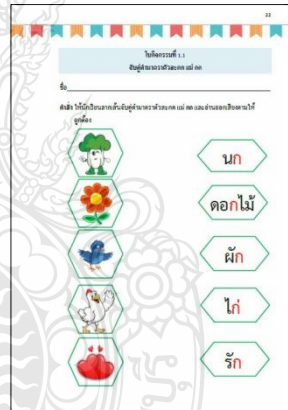 22
ใบกิจกรรมที่ 1.1
จับคู่คำมาตราตัวสะกด แม่ กก
ชื่อ
คำสั่ง ให้นักเรียนลากเส้นจับคู่คำมาตราตัวสะกด แม่ กก และอ่านออกเสียงตามให้
ถูกต้อง
นก
ดอกไม้
ผัก
ไก่
รัก